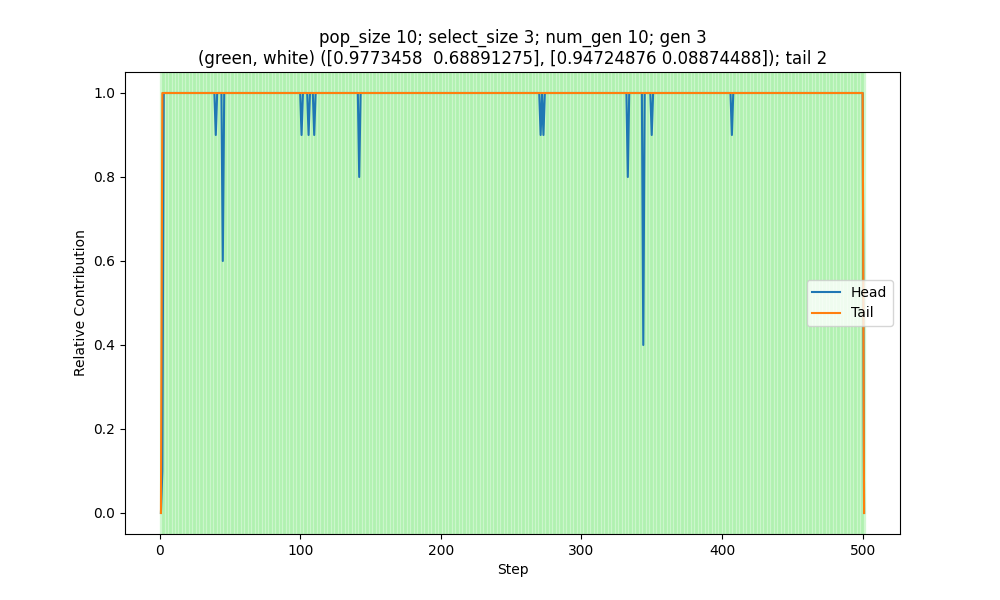 pop_size 10; select_size 3; num_gen 10; gen 3
(green, white) ([0.9773458  0.68891275], [0.94724876 0.08874488]); tail 2
1.0
0.8
0.6
0.4
0.2
0.0
Relative Contribution
Head
Tail
0 100 200 300 400 500
Step